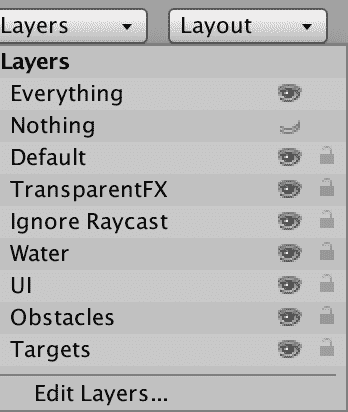 Layers Layout
Layers
Everything
Nothing
Default
TransparentFX
Ignore Raycast
Water
UI
Obstacles
Targets
Edit Layers...